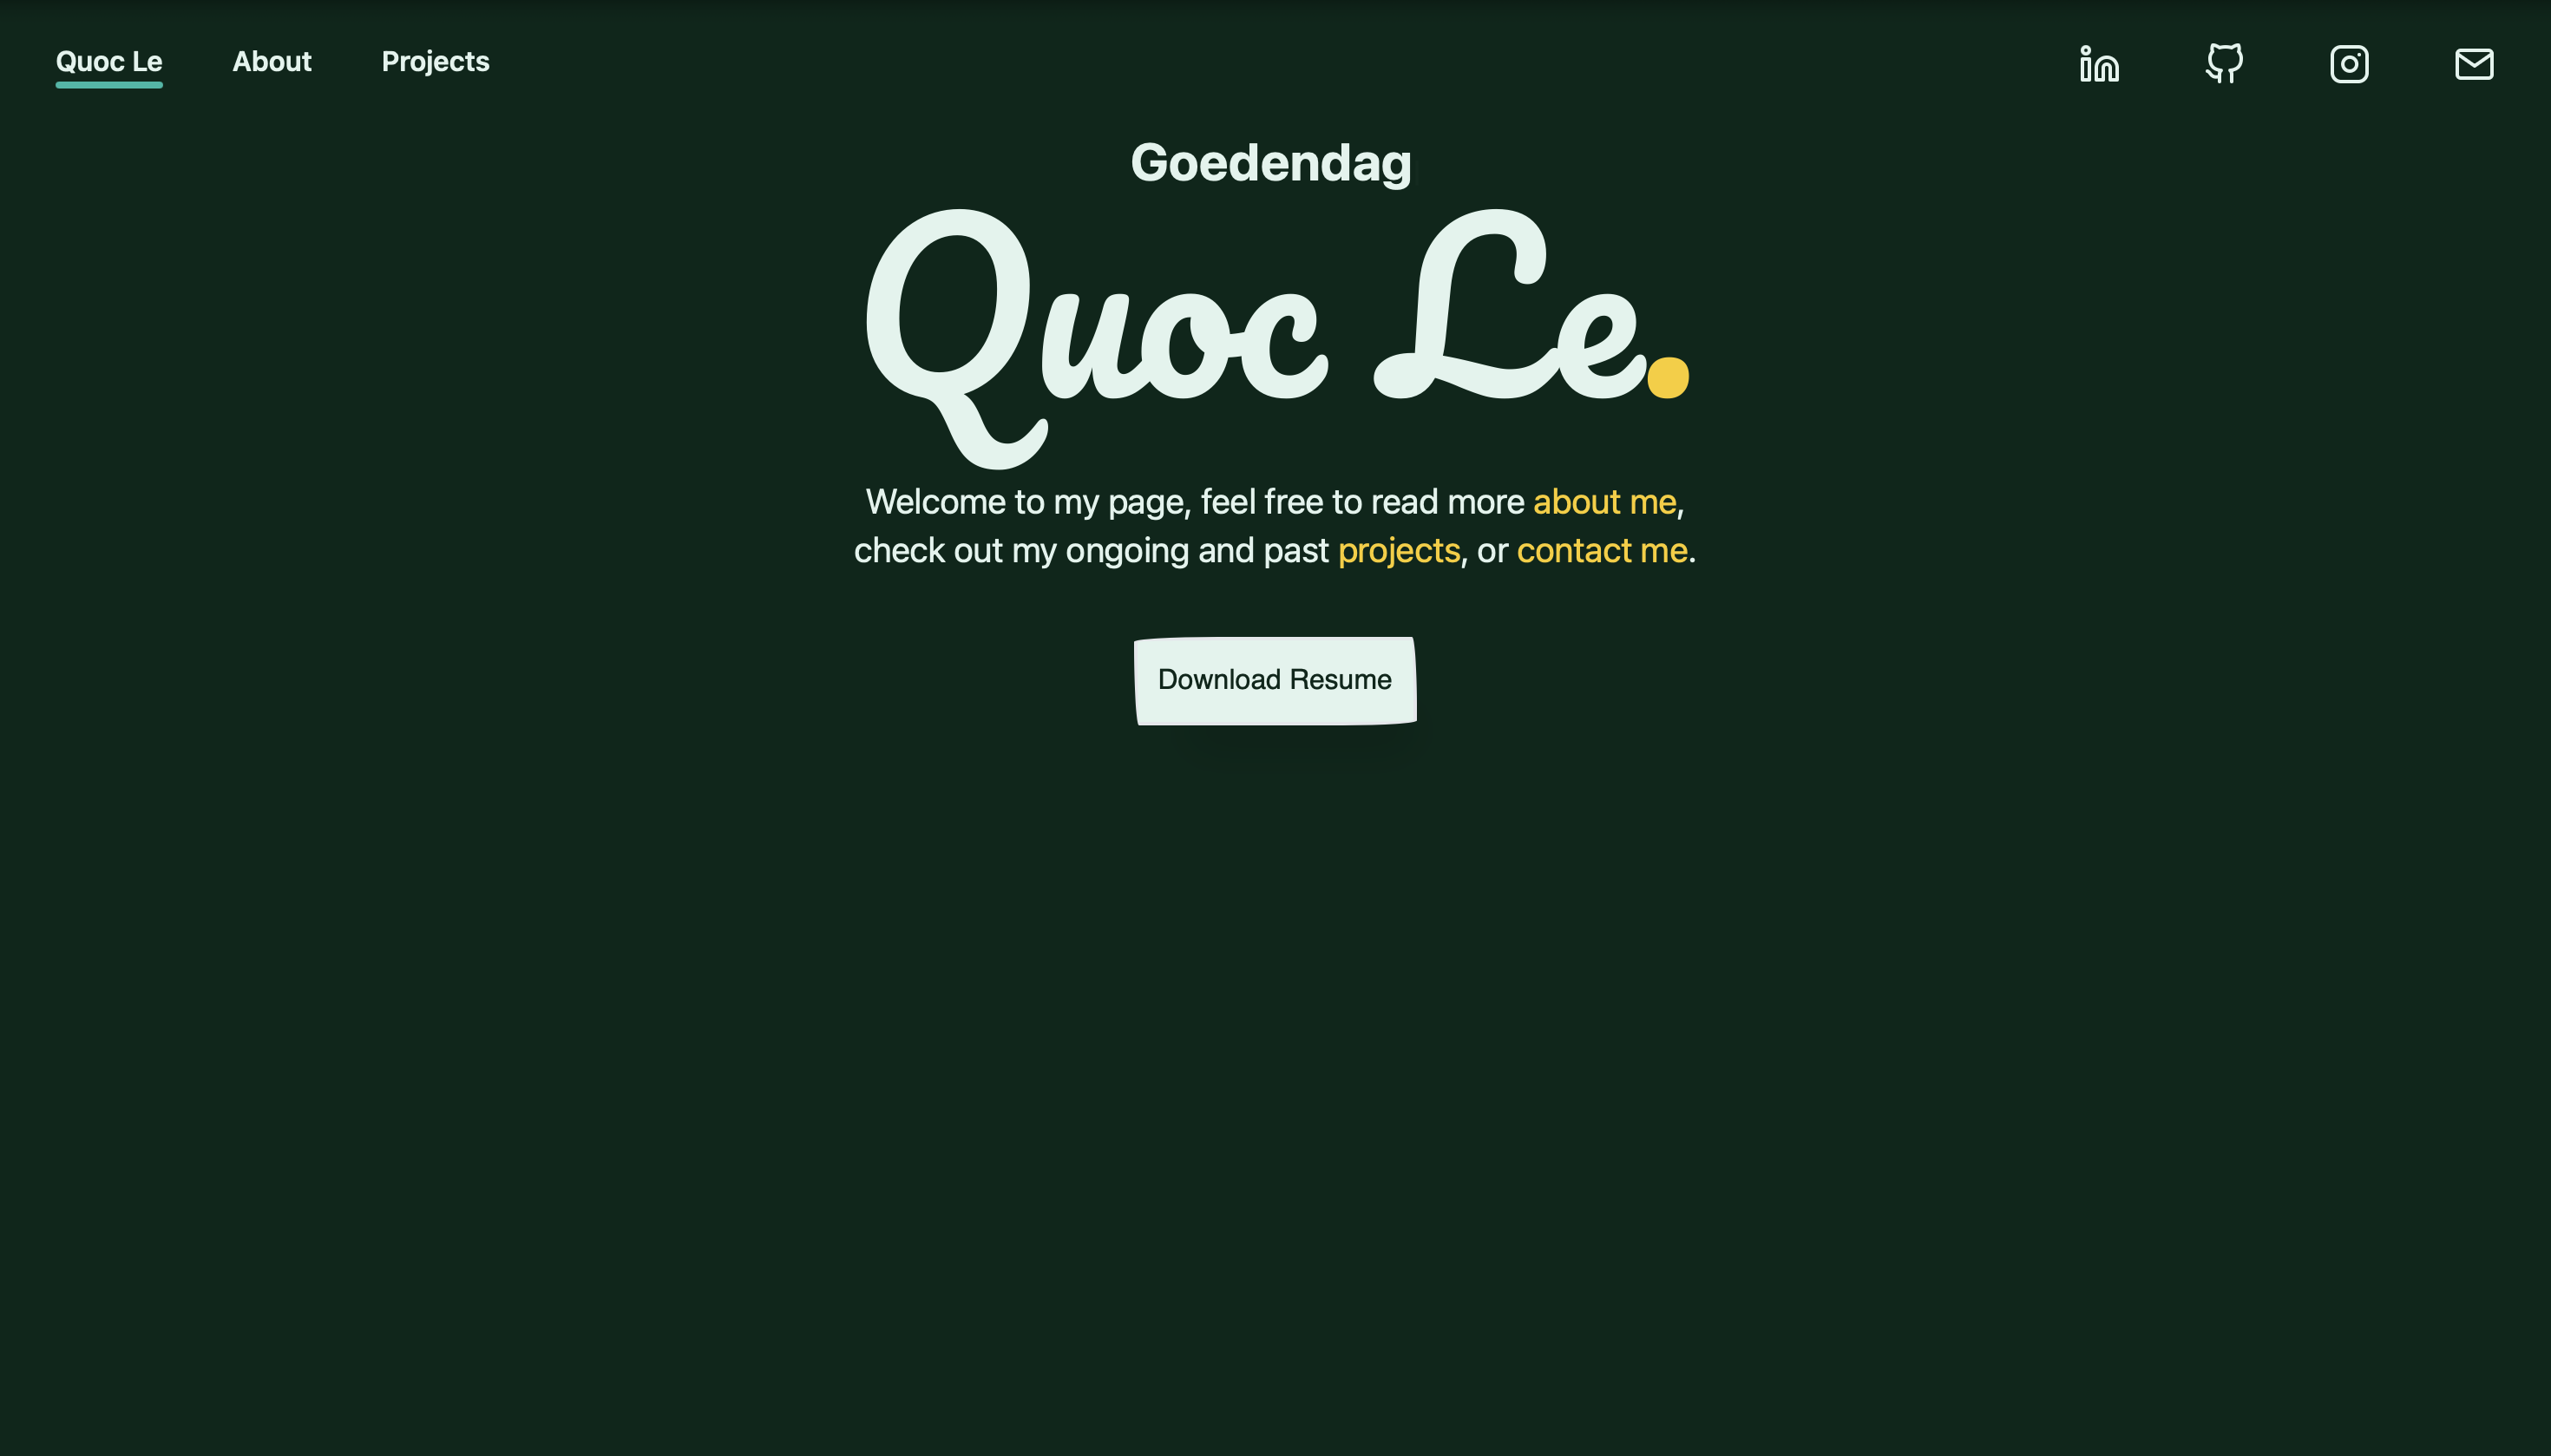 Quoc Le About Projects
Goedendag
Quoc Le.
Welcome to my page, feel free to read more about me,
check out my ongoing and past projects, or contact me.
Download Resume